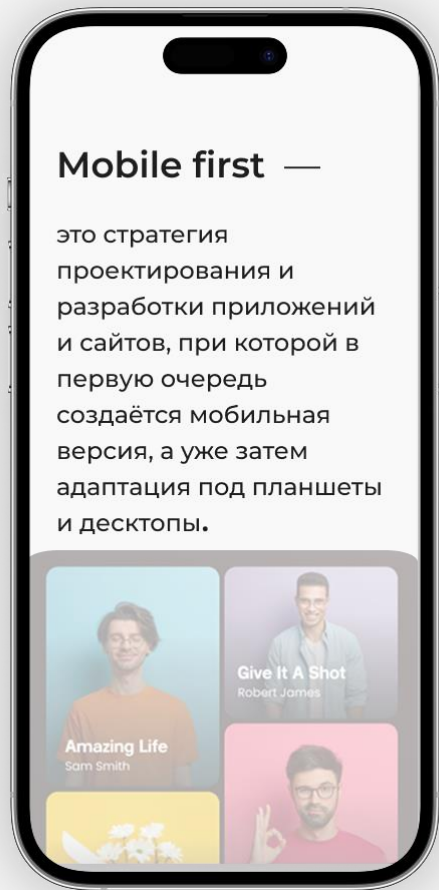 Mobile first —
это стратегия
проектирования и
разработки приложений
и сайтов, при которой в
первую очередь
создаётся мобильная
версия, а уже затем
адаптация под планшеты
и десктопы.
Give It A Shot
Robert James
Amazing Life
Sam Smith